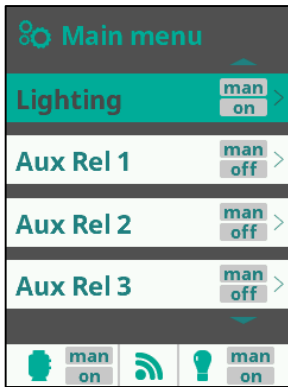 Main menu
Lighting
man
on
Aux Rel 1
man
off
Aux Rel 2
man
off
Aux Rel 3
man
off
man
on
man
on